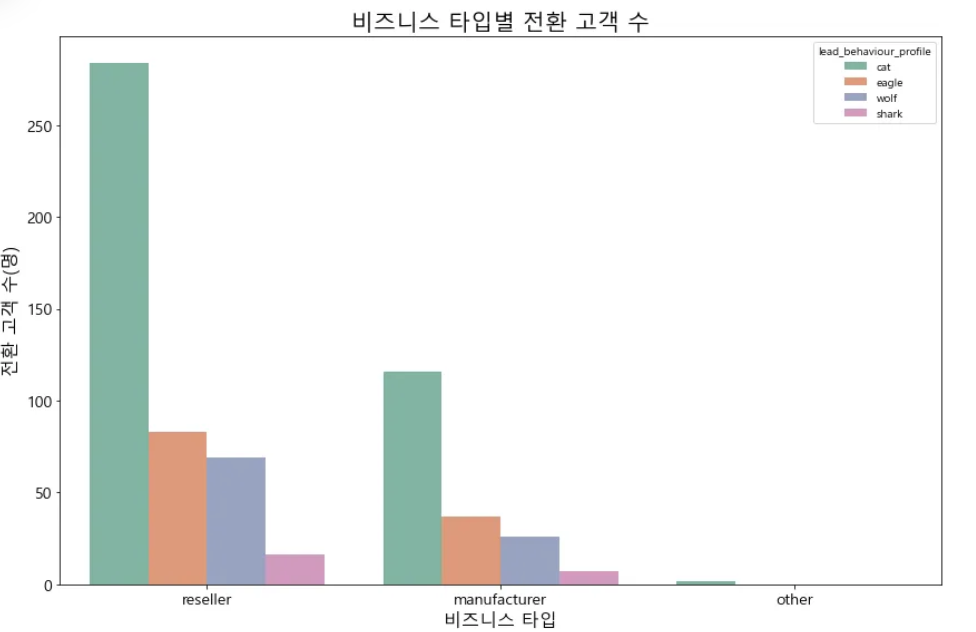 비즈니스 타입별 전환 고객 수
lead_behaviour_profile
cat
eagle
wolf
shark
전환 고객 수(명)
250
200
150
100
50
0
reseller manufacturer other
비즈니스 타입